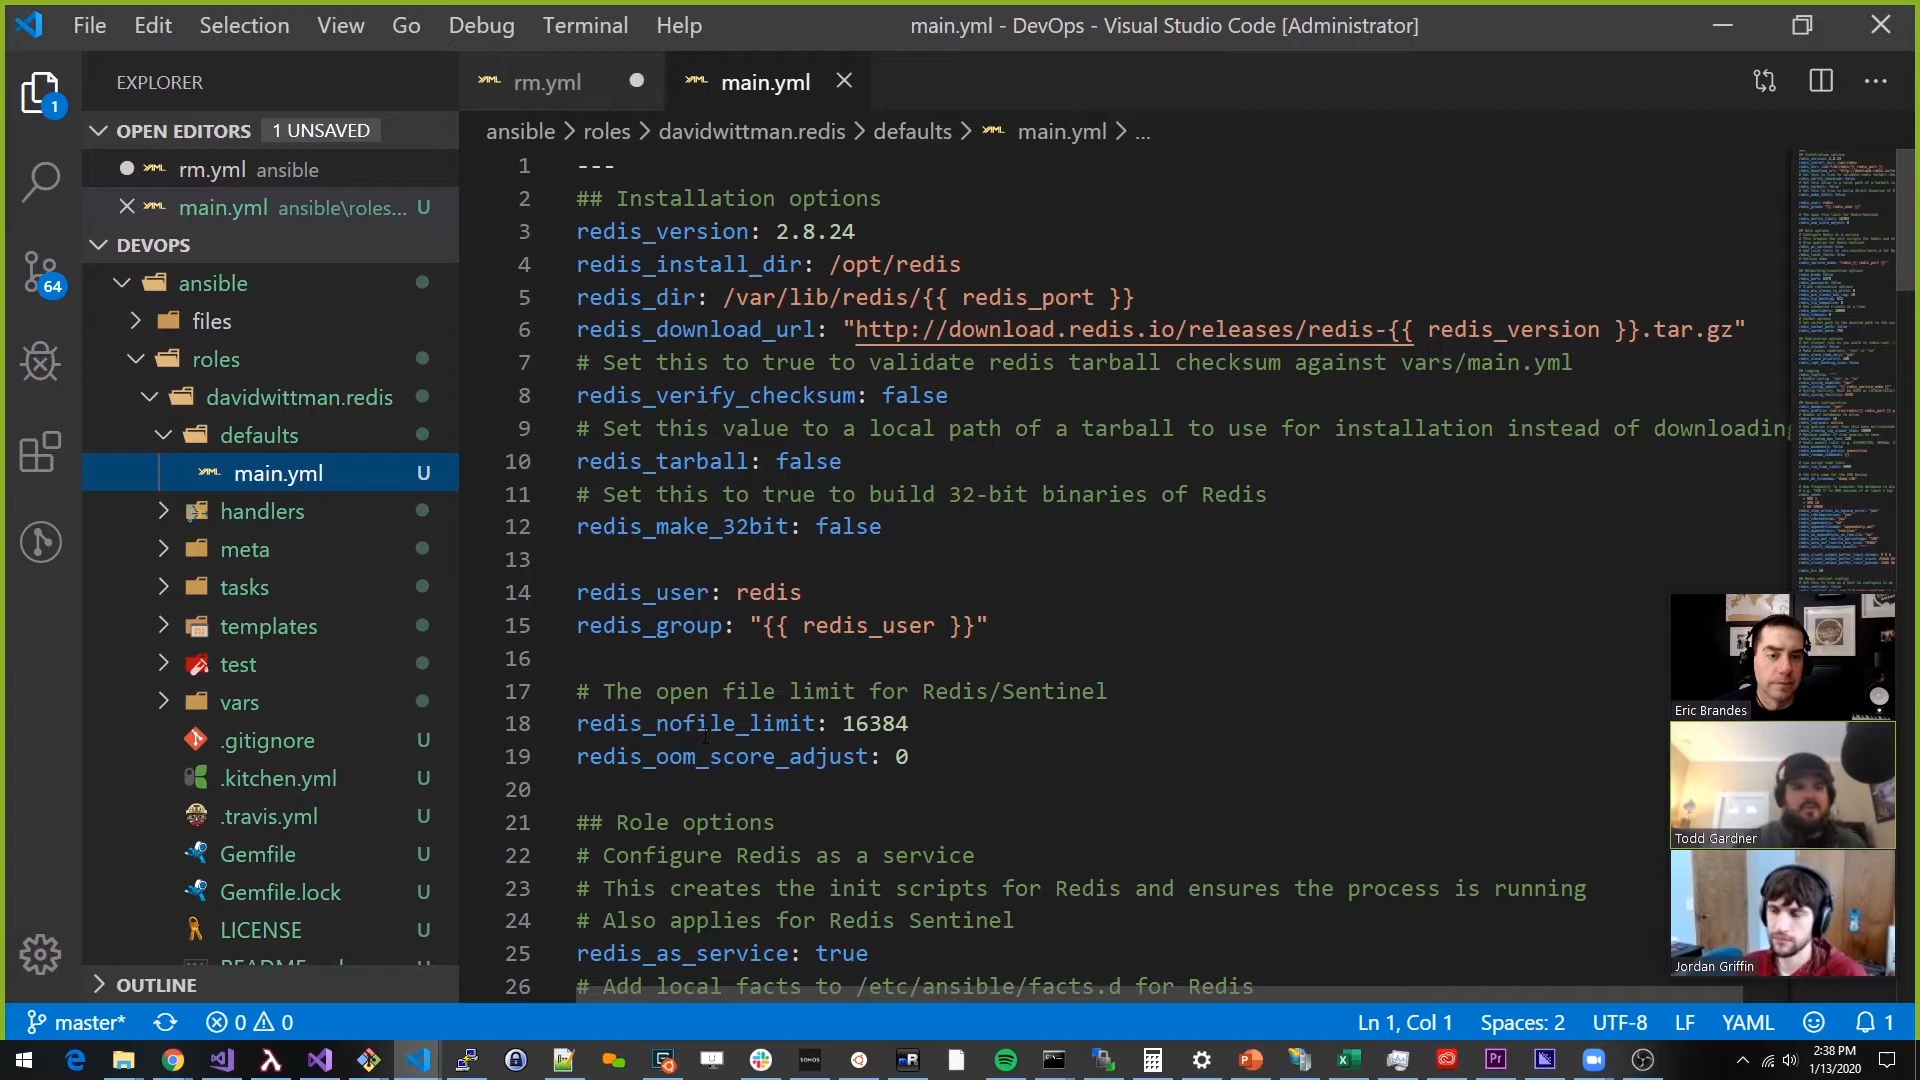 File Edit Selection View Go Debug Terminal Help
main.yml - DevOps - Visual Studio Code [Administrator]
EXPLORER
OPEN EDITORS 1 UNSAVED
rm.yml ansible
main.yml ansible\roles... U
DEVOPS
ansible
files
roles
davidwittman.redis
defaults
main.yml U
handlers
meta
tasks
templates
test
vars
.gitignore U
.kitchen.yml U
.travis.yml U
Gemfile U
Gemfile.lock U
LICENSE U
OUTLINE
1
64
rm.yml main.yml
ansible > roles > davidwittman.redis > defaults > main.yml > ...
1 ---
2 ## Installation options
3 redis_version: 2.8.24
4 redis_install_dir: /opt/redis
5 redis_dir: /var/lib/redis/{{ redis_port }}
6 redis_download_url: "http://download.redis.io/releases/redis-{{ redis_version }}.tar.gz"
7 # Set this to true to validate redis tarball checksum against vars/main.yml
8 redis_verify_checksum: false
9 # Set this value to a local path of a tarball to use for installation instead of downloading
10 redis_tarball: false
11 # Set this to true to build 32-bit binaries of Redis
12 redis_make_32bit: false
13
14 redis_user: redis
15 redis_group: "{{ redis_user }}"
16
17 # The open file limit for Redis/Sentinel
18 redis_nofile_limit: 16384
19 redis_oom_score_adjust: 0
20
21 ## Role options
22 # Configure Redis as a service
23 # This creates the init scripts for Redis and ensures the process is running
24 # Also applies for Redis Sentinel
25 redis_as_service: true
26 # Add local facts to /etc/ansible/facts.d for Redis
Eric Brandes
Todd Gardner
Jordan Griffin
master* 0 0
Ln 1, Col 1 Spaces: 2 UTF-8 LF YAML 1
2:38 PM
1/13/2020